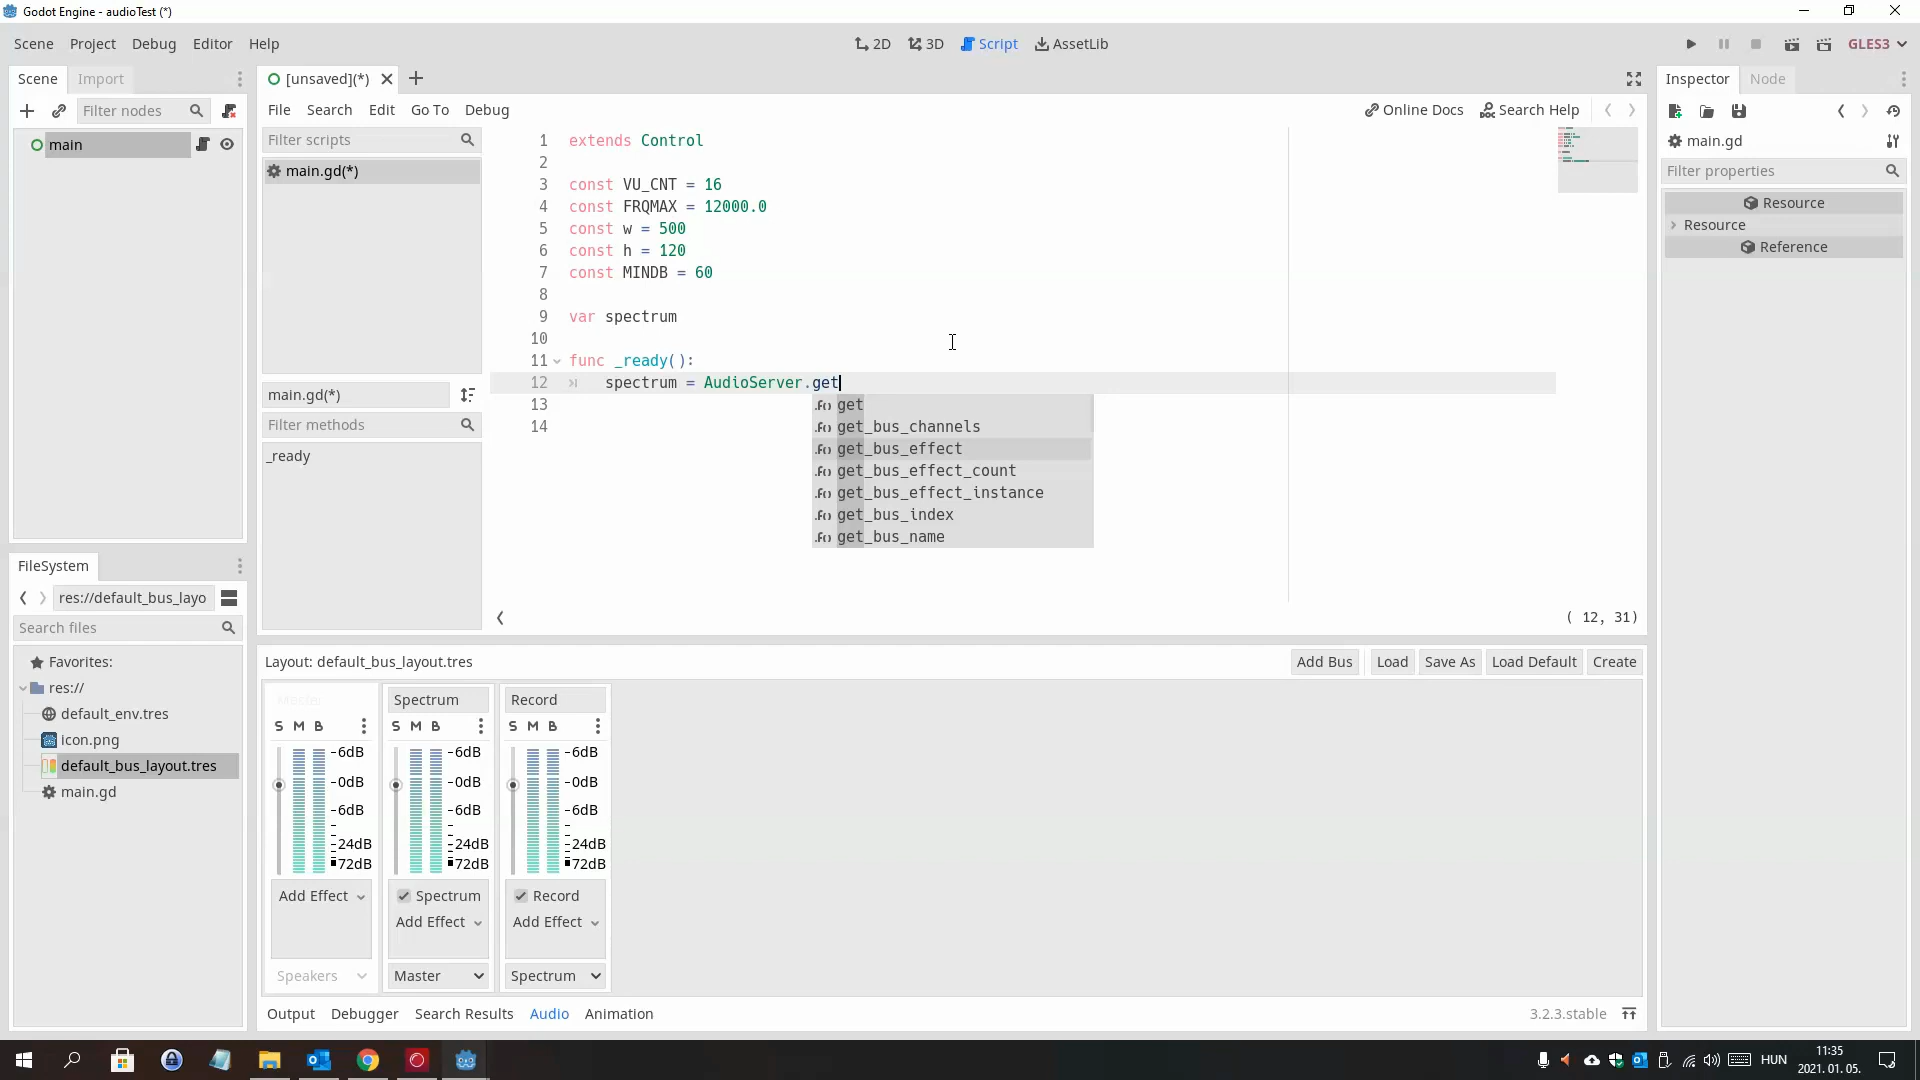 Godot Engine - audioTest (*)
Scene Project Debug Editor Help
2D 3D Script AssetLib
GLES3
Scene Import
[unsaved](*)
Inspector Node
Filter nodes
File Search Edit Go To Debug
Online Docs Search Help
main
Filter scripts
main.gd(*)
main.gd(*)
Filter methods
_ready
1 extends Control
2
3 const VU_CNT = 16
4 const FRQMAX = 12000.0
5 const w = 500
6 const h = 120
7 const MINDB = 60
8
9 var spectrum
10
11 func _ready():
12 spectrum = AudioServer.get
13
14
get
get_bus_channels
get_bus_effect
get_bus_effect_count
get_bus_effect_instance
get_bus_index
get_bus_name
( 12, 31)
main.gd
Filter properties
Resource
Resource
Reference
FileSystem
res://default_bus_layo
Search files
Favorites:
res://
default_env.tres
icon.png
default_bus_layout.tres
main.gd
Layout: default_bus_layout.tres
Add Bus Load Save As Load Default Create
Master Spectrum Record
S M B S M B S M B
-6dB -6dB -6dB
-0dB -0dB -0dB
-6dB -6dB -6dB
-24dB -24dB -24dB
72dB 72dB 72dB
Add Effect Spectrum Record
Add Effect Add Effect
Speakers Master Spectrum
Output Debugger Search Results Audio Animation
3.2.3.stable
HUN
11:35
2021. 01. 05.